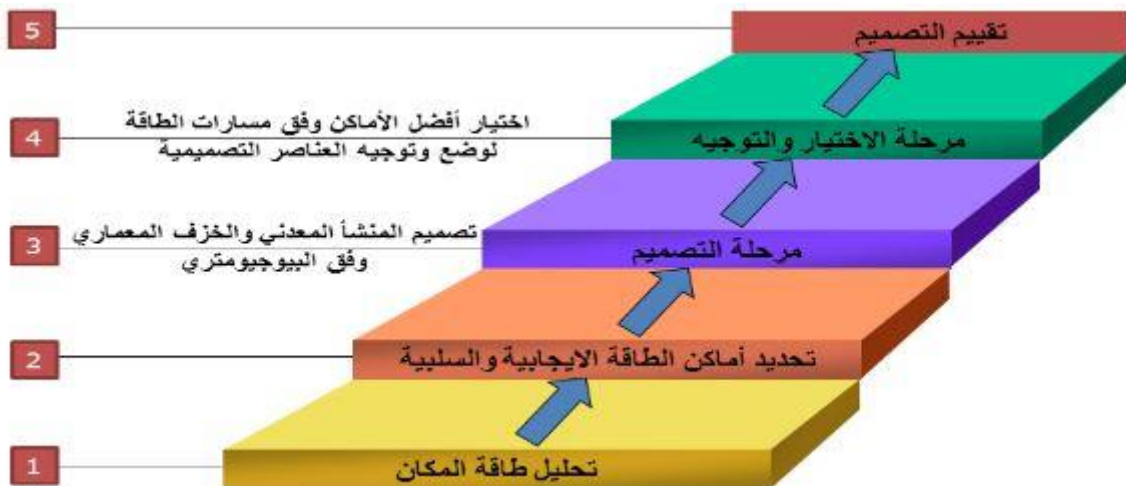 5
تقييم التصميم
4
اختيار أفضل الأماكن وفق مسارات الطاقة
لوضع وتوجيه العناصر التصميمية
مرحلة الاختيار والتوجيه
3
تصميم المنشأ المعدني والخزف المعماري
وفق البيوجيومتري
مرحلة التصميم
2
تحديد أماكن الطاقة الايجابية والسلبية
1
تحليل طاقة المكان